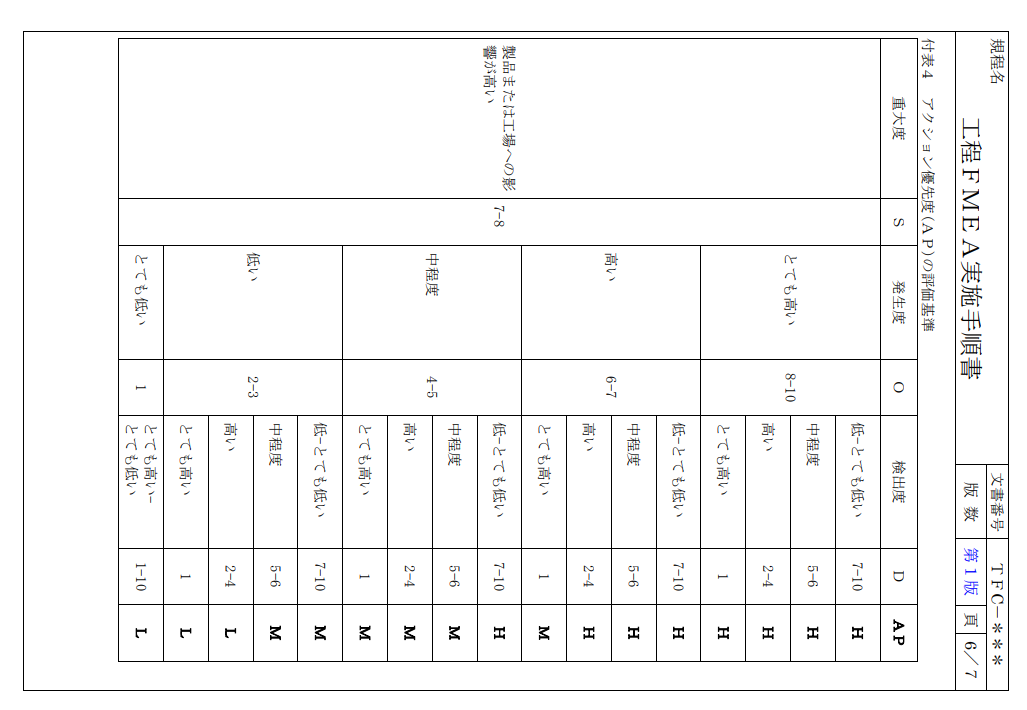 規程名
工程ＦＭＥＡ実施手順書
文書番号 ＴＦＣ−＊＊＊
版 数 第１版 頁 ６／７
付表４ アクション優先度(ＡＰ)の評価基準
重大度 S 発生度 O 検出度 D ＡＰ
製品または工場への影
響が高い
7-8
とても高い 8-10 低-とても低い 7-10 H
中程度 5-6 H
高い 2-4 H
とても高い 1 H
高い 6-7 低-とても低い 7-10 H
中程度 5-6 H
高い 2-4 H
とても高い 1 M
中程度 4-5 低-とても低い 7-10 H
中程度 5-6 M
高い 2-4 M
とても高い 1 M
低い 2-3 低-とても低い 7-10 M
中程度 5-6 M
高い 2-4 L
とても高い 1 L
とても低い 1 とても高い-
とても低い 1-10 L